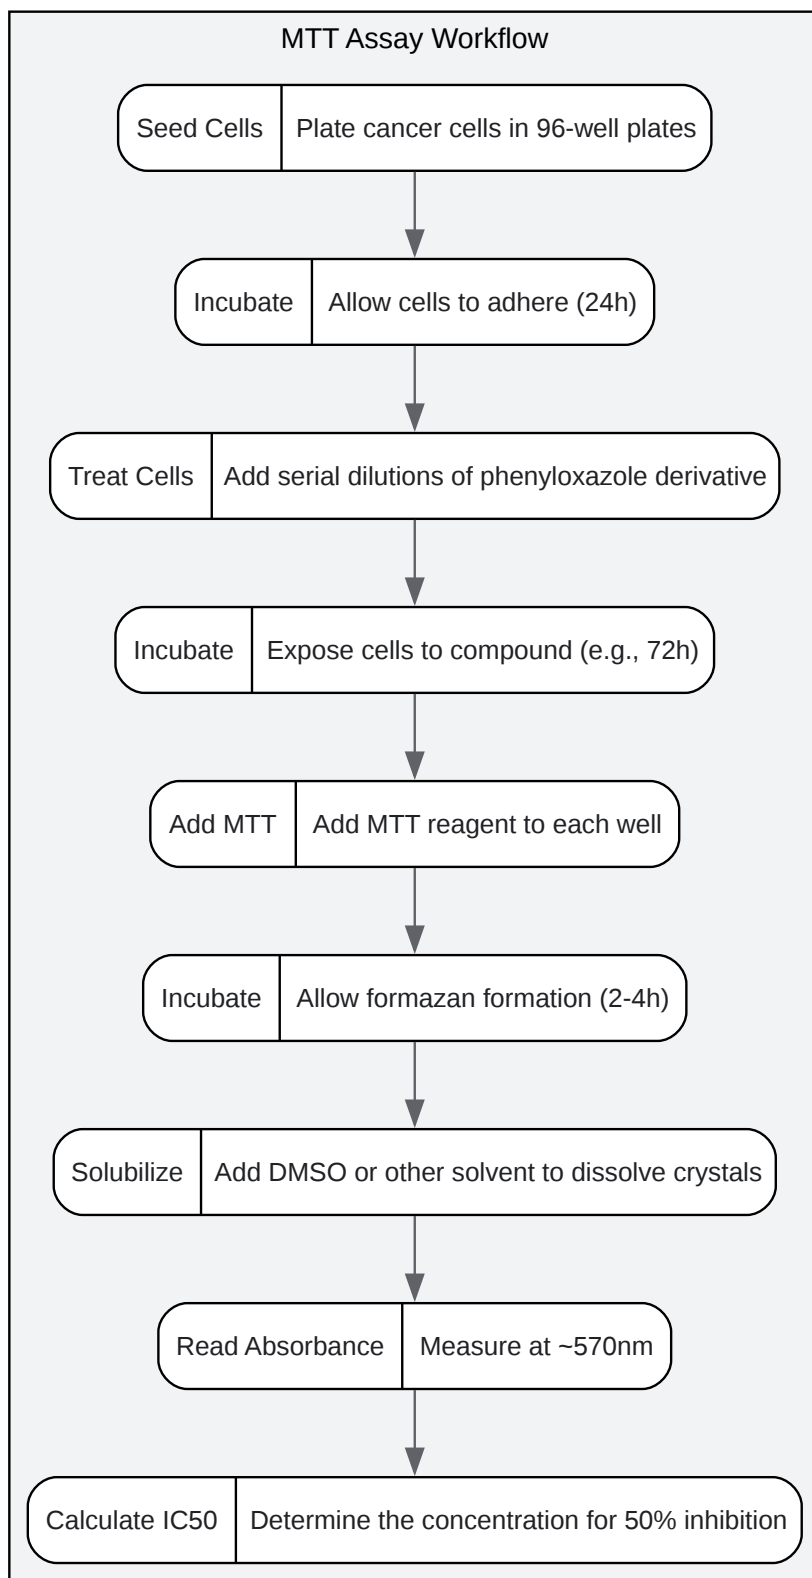 MTT Assay Workflow
Seed Cells
Plate cancer cells in 96-well plates
Incubate
Allow cells to adhere (24h)
Treat Cells
Add serial dilutions of phenyloxazole derivative
Incubate
Expose cells to compound (e.g., 72h)
Add MTT
Add MTT reagent to each well
Incubate
Allow formazan formation (2-4h)
Solubilize
Add DMSO or other solvent to dissolve crystals
Read Absorbance
Measure at ~570nm
Calculate IC50
Determine the concentration for 50% inhibition